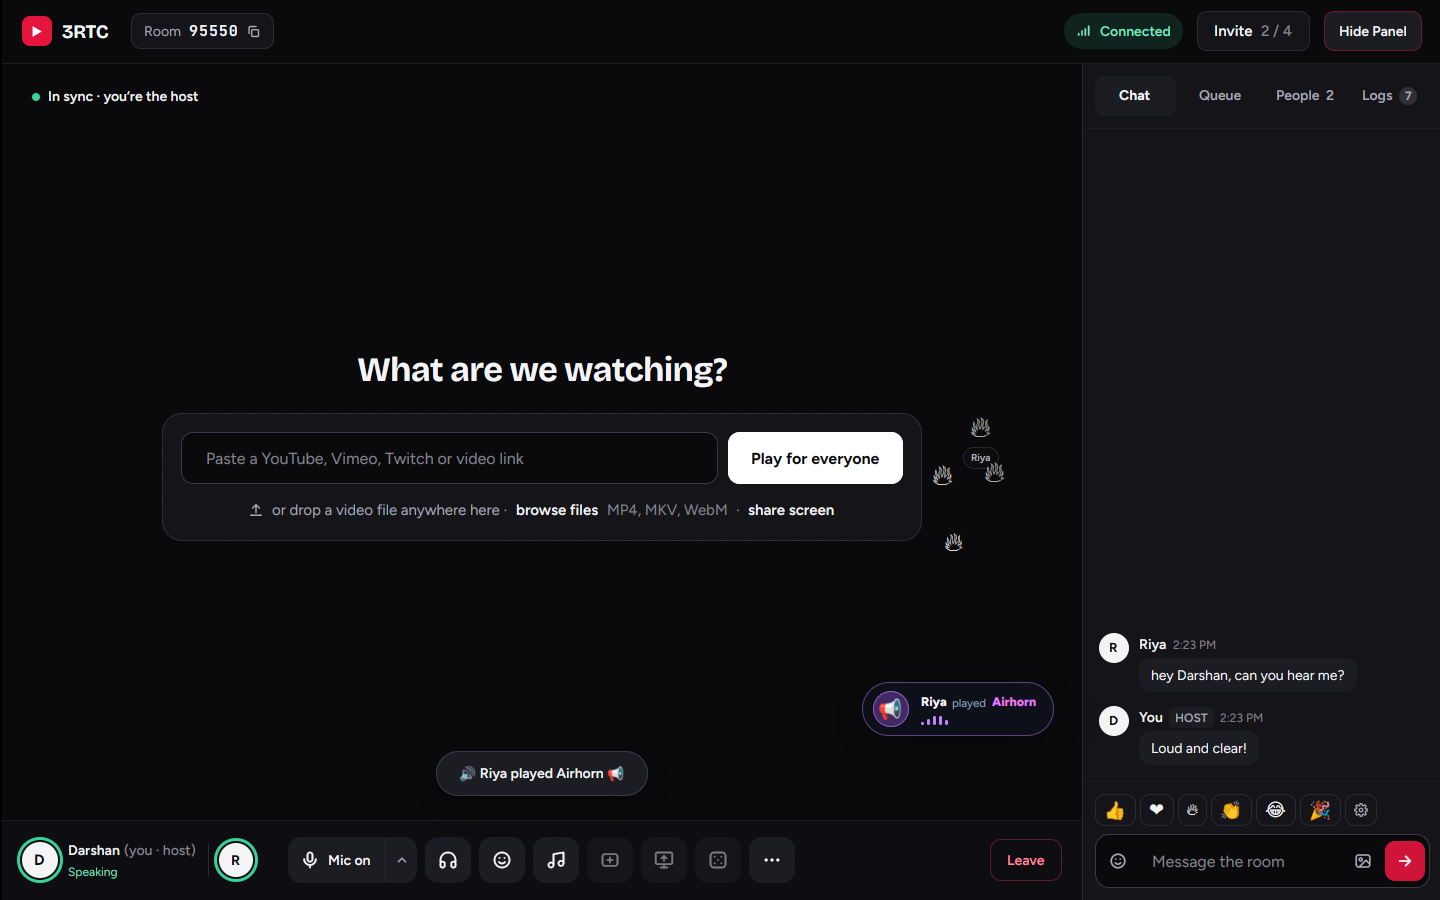 3RTC
Room 95550
Connected
Invite 2 / 4
Hide Panel
In sync · you're the host
Chat
Queue
People 2
Logs 7
What are we watching?
Paste a YouTube, Vimeo, Twitch or video link
Play for everyone
or drop a video file anywhere here · browse files MP4, MKV, WebM · share screen
Riya
Riya played Airhorn
Riya played Airhorn
Riya 2:23 PM
hey Darshan, can you hear me?
You HOST 2:23 PM
Loud and clear!
D
R
R
D
Darshan (you · host)
Speaking
Mic on
Leave
Message the room